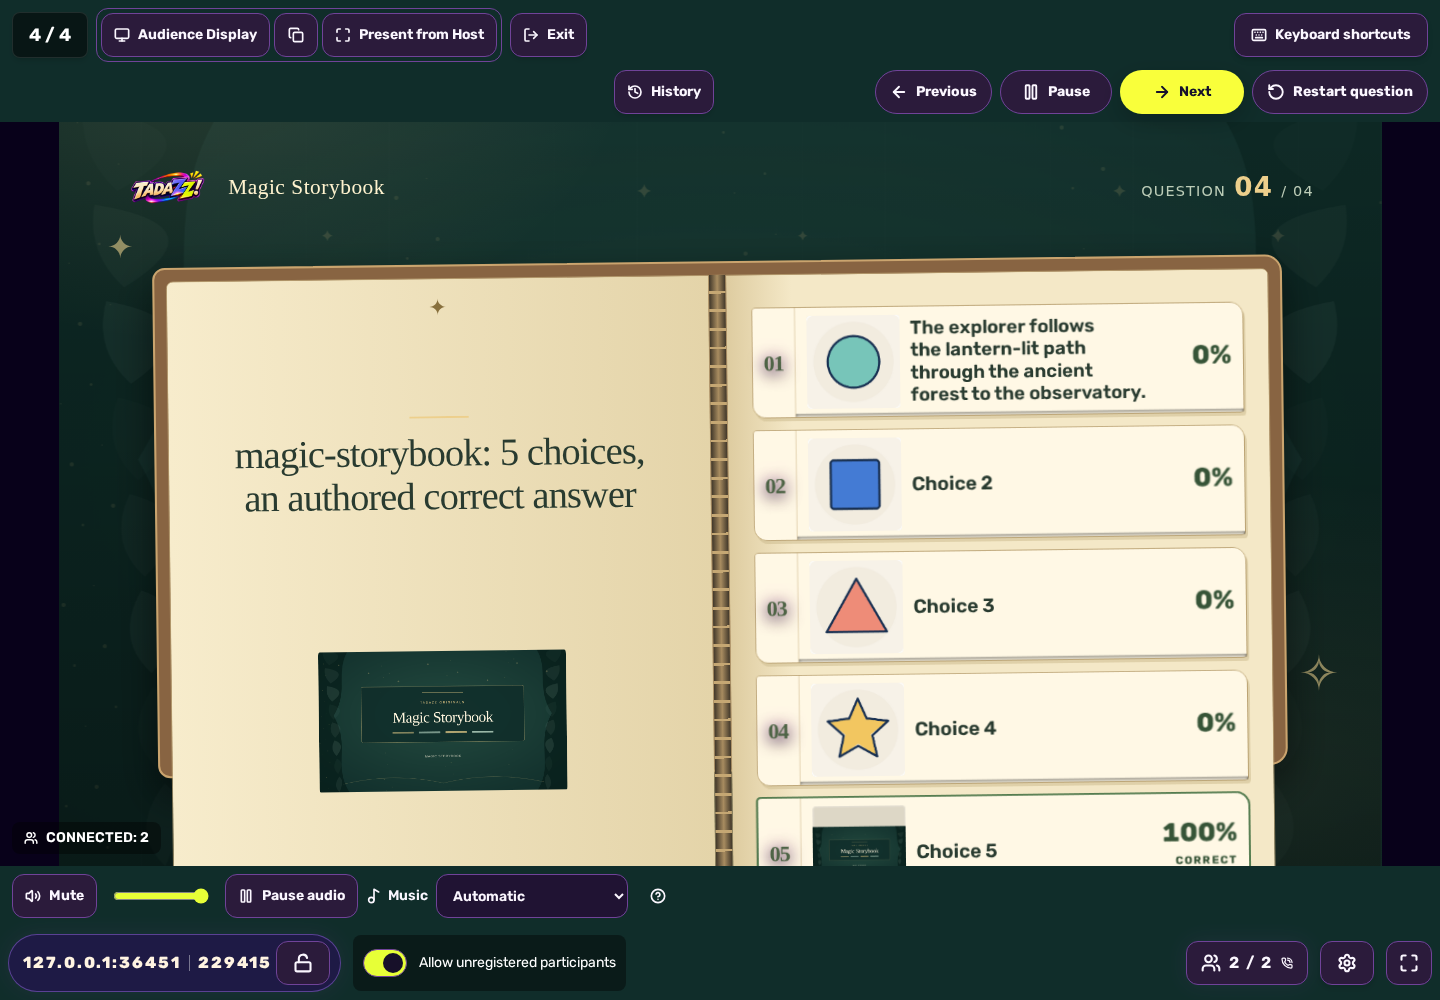 4 / 4
Audience Display
Present from Host
Exit
Keyboard shortcuts
History
Previous
Pause
Next
Restart question
TADAZZ!
Magic Storybook
QUESTION 04 / 04
magic-storybook: 5 choices,
an authored correct answer
Magic Storybook
01
The explorer follows
the lantern-lit path
through the ancient
forest to the observatory.
0%
02
Choice 2
0%
03
Choice 3
0%
04
Choice 4
0%
05
Magic Storybook
Choice 5
100%
CORRECT
CONNECTED: 2
Mute
Pause audio
Music
Automatic
127.0.0.1:36451
229415
Allow unregistered participants
2 / 2